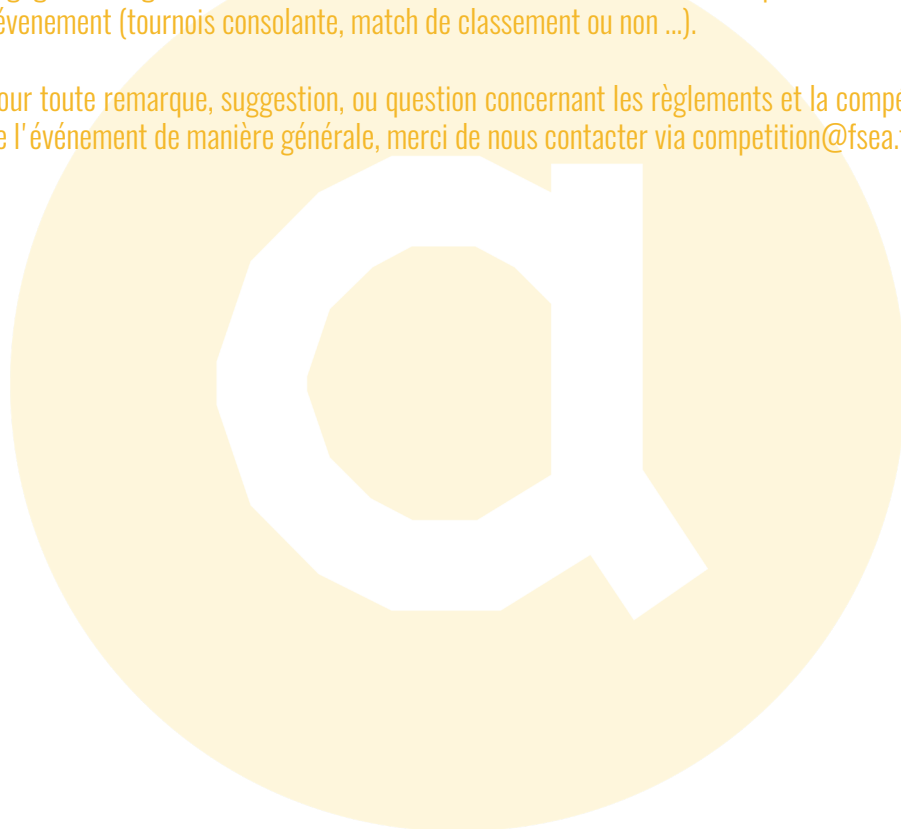 évenement (tournois consolante, match de classement ou non ...).
our toute remarque, suggestion, ou question concernant les règlements et la compe
e l'événement de manière générale, merci de nous contacter via competition@fsea.
a